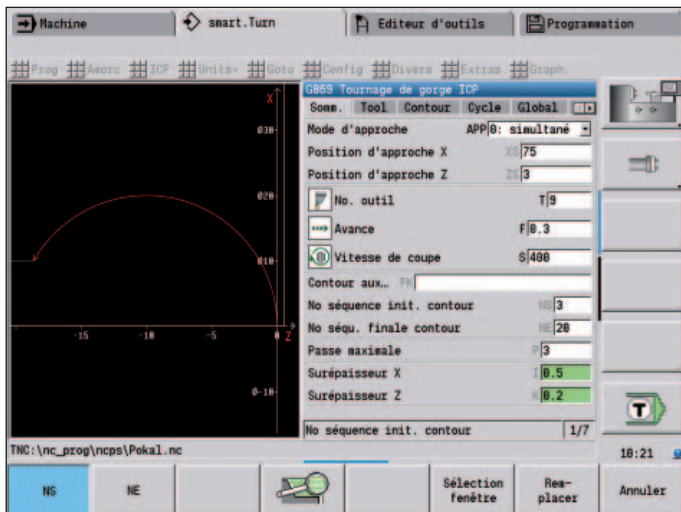 Machine
smart.Turn
Editeur d'outils
Programmation
Prog
Amorc
ICP
Units▾
Goto
Config
Divers
Extras
Graph.
G869 Tournage de gorge ICP
Somm. Tool Contour Cycle Global
Mode d'approche APP 0: simultané
Position d'approche X XS 75
Position d'approche Z ZS 3
No. outil T 9
Avance F 0.3
Vitesse de coupe S 400
Contour aux… FK
No séquence init. contour NS 3
No séqu. finale contour NE 20
Passe maximale P 3
Surépaisseur X I 0.5
Surépaisseur Z K 0.2
No séquence init. contour 1/7
X
Ø30
Ø20
Ø10
-15 -10 -5 0 Z
Ø-10
TNC:\nc_prog\ncps\Pokal.nc
T
10:21
NS
NE
Sélection
fenêtre
Rem-
placer
Annuler